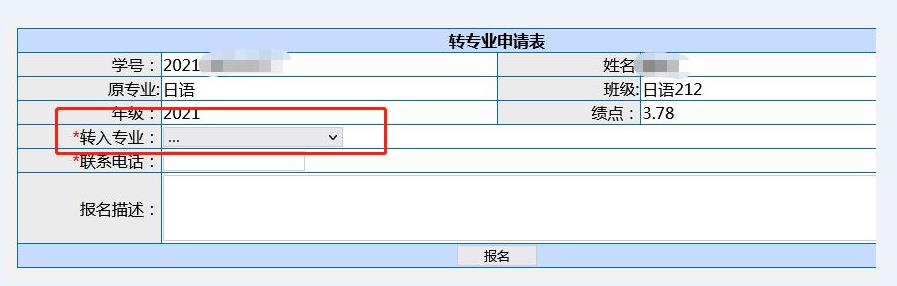 转专业申请表
学号：2021
姓名
原专业:日语
班级:日语212
年级：2021
绩点：3.78
*转入专业：...
*联系电话：
报名描述：
报名